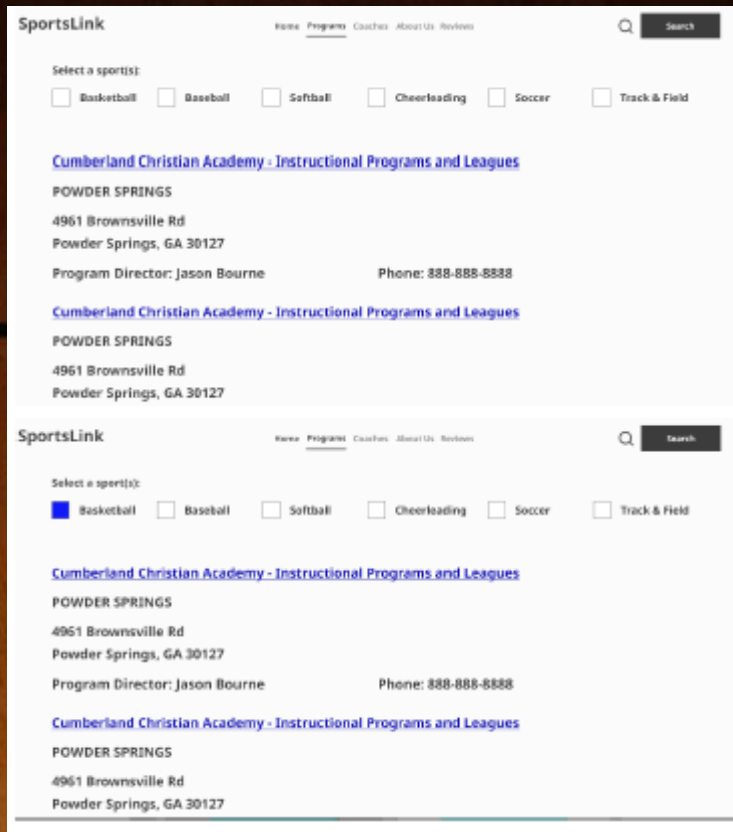 SportsLink
Home Programs Coaches About Us Reviews
Search
Select a sport(s):
Basketball Baseball Softball Cheerleading Soccer Track & Field
Cumberland Christian Academy - Instructional Programs and Leagues
POWDER SPRINGS
4961 Brownsville Rd
Powder Springs, GA 30127
Program Director: Jason Bourne Phone: 888-888-8888
Cumberland Christian Academy - Instructional Programs and Leagues
POWDER SPRINGS
4961 Brownsville Rd
Powder Springs, GA 30127
SportsLink
Home Programs Coaches About Us Reviews
Search
Select a sport(s):
Basketball Baseball Softball Cheerleading Soccer Track & Field
Cumberland Christian Academy - Instructional Programs and Leagues
POWDER SPRINGS
4961 Brownsville Rd
Powder Springs, GA 30127
Program Director: Jason Bourne Phone: 888-888-8888
Cumberland Christian Academy - Instructional Programs and Leagues
POWDER SPRINGS
4961 Brownsville Rd
Powder Springs, GA 30127